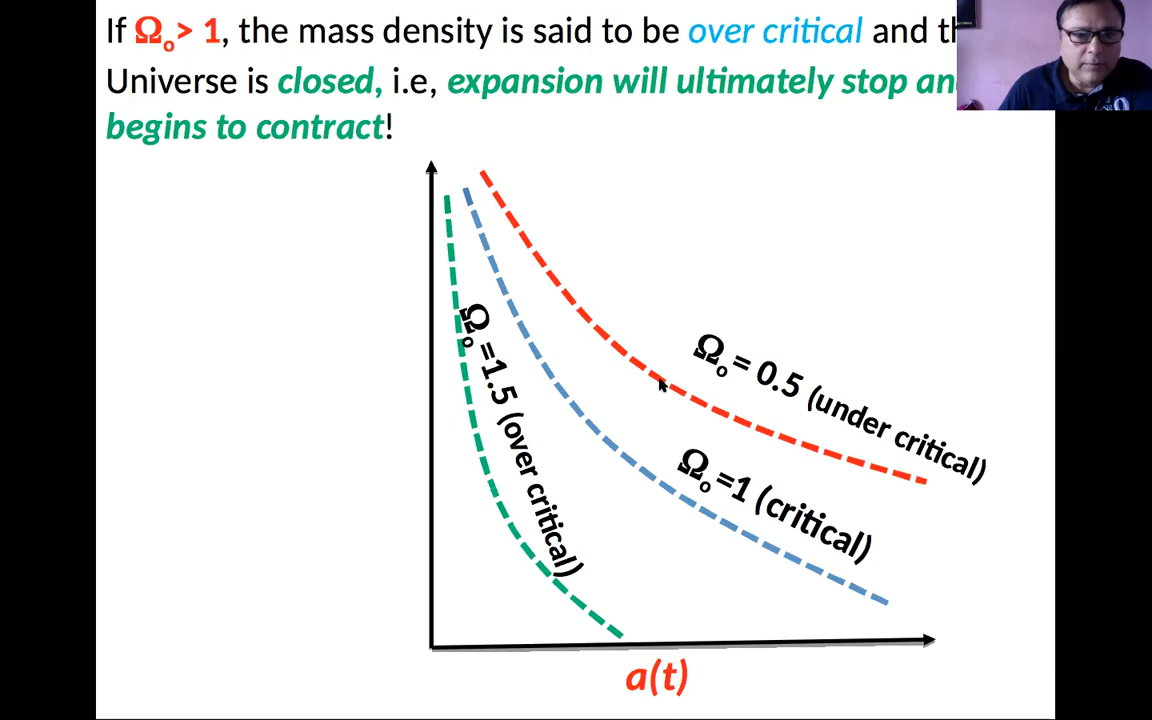 If Ωₒ> 1, the mass density is said to be over critical and th
Universe is closed, i.e, expansion will ultimately stop an
begins to contract!
Ωₒ = 0.5 (under critical)
Ωₒ =1 (critical)
Ωₒ =1.5 (over critical)
a(t)